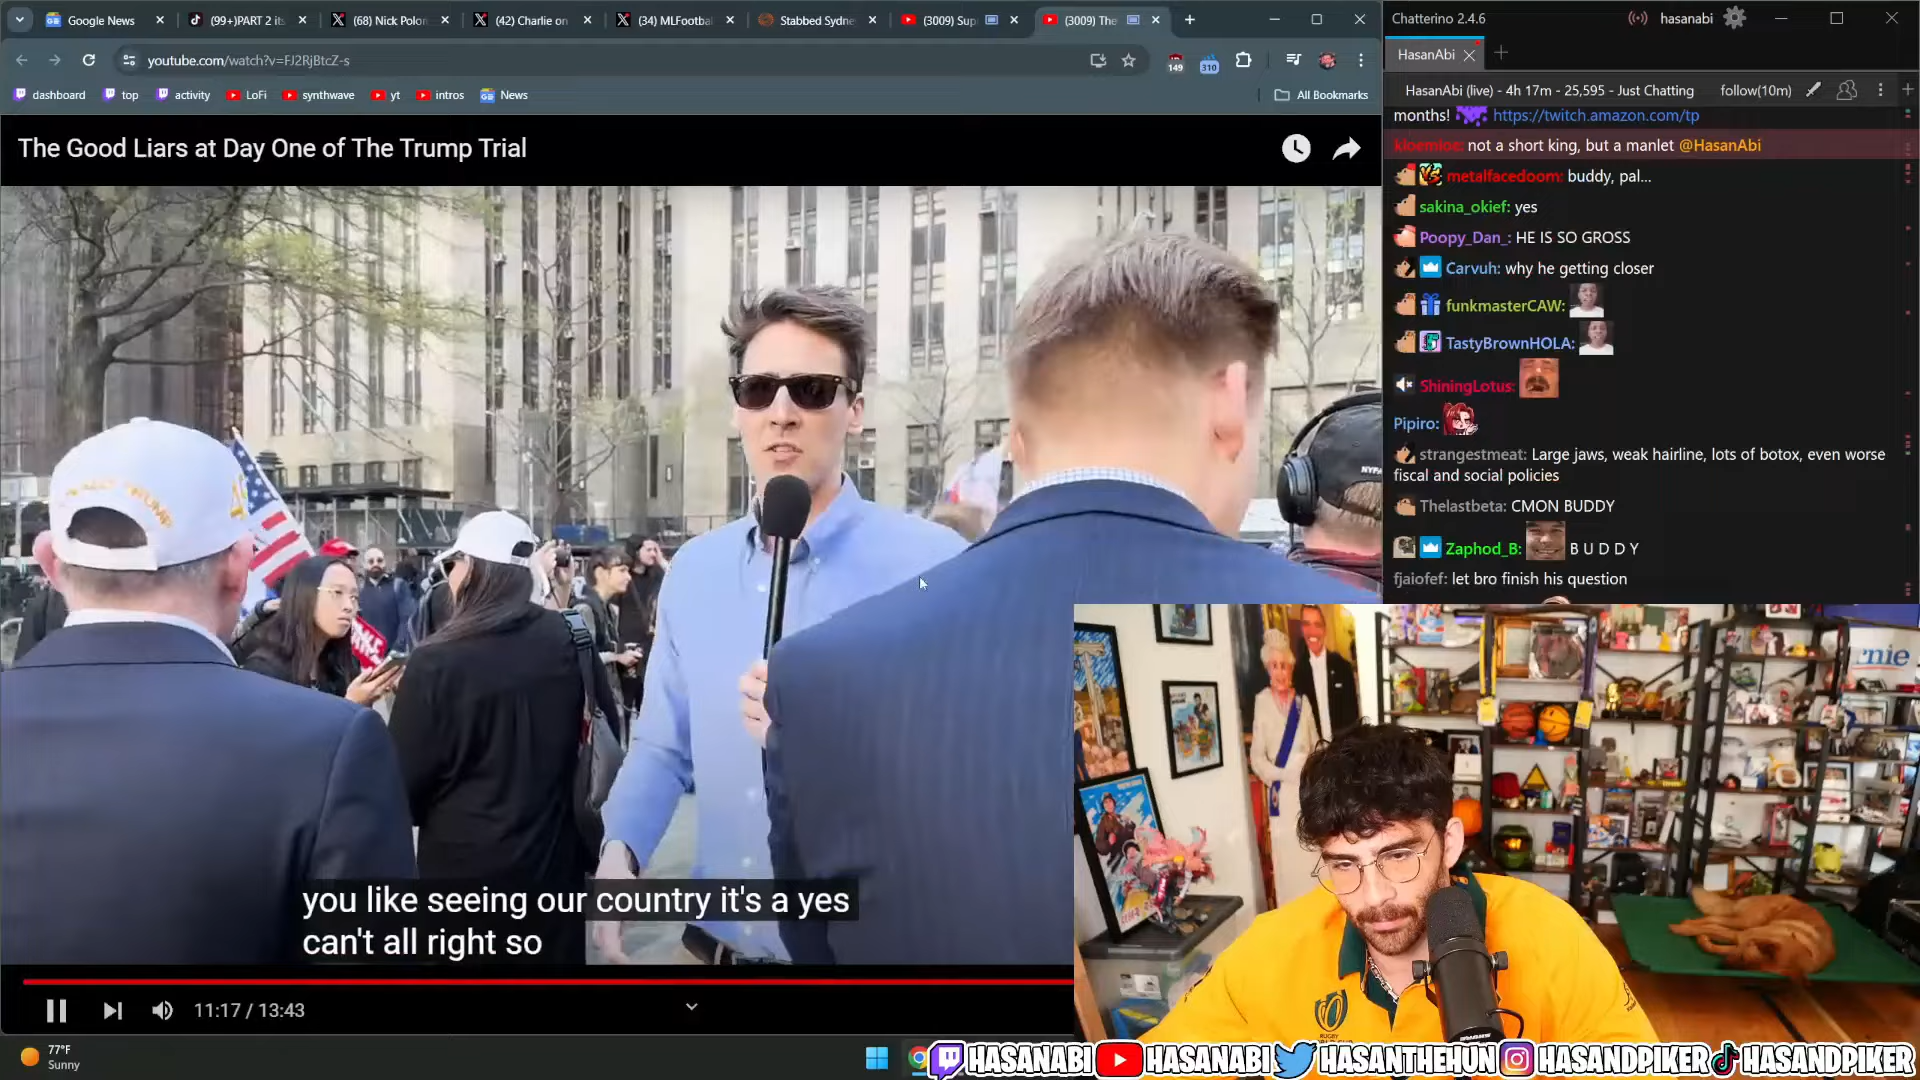 Google News
(99+)PART 2 its
(68) Nick Polon
(42) Charlie on
(34) MLFootbal
Stabbed Sydne
(3009) Sup
(3009) The
youtube.com/watch?v=FJ2RjBtcZ-s
149
310
dashboard
top
activity
LoFi
synthwave
yt
intros
News
All Bookmarks
The Good Liars at Day One of The Trump Trial
you like seeing our country it's a yes
can't all right so
11:17 / 13:43
77°F
Sunny
Chatterino 2.4.6
hasanabi
HasanAbi
HasanAbi (live) - 4h 17m - 25,595 - Just Chatting
follow(10m)
months! https://twitch.amazon.com/tp
kloemloe: not a short king, but a manlet @HasanAbi
metalfacedoom: buddy, pal...
sakina_okief: yes
Poopy_Dan_: HE IS SO GROSS
Carvuh: why he getting closer
funkmasterCAW:
TastyBrownHOLA:
ShiningLotus:
Pipiro:
strangestmeat: Large jaws, weak hairline, lots of botox, even worse
fiscal and social policies
Thelastbeta: CMON BUDDY
Zaphod_B: B U D D Y
fjaiofef: let bro finish his question
rnie
RUGBY
HASANABI
HASANABI
HASANTHEHUN
HASANDPIKER
HASANDPIKER